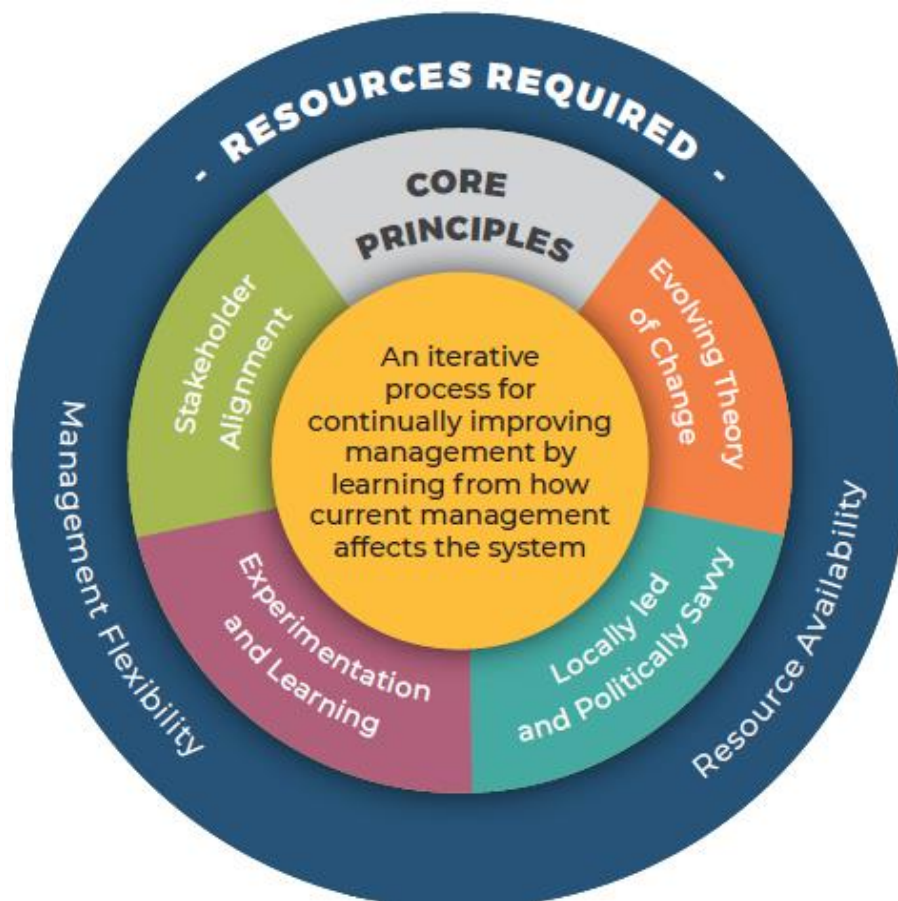 - RESOURCES REQUIRED -
CORE
PRINCIPLES
Stakeholder
Alignment
Evolving Theory
of Change
An iterative
process for
continually improving
management by
learning from how
current management
affects the system
Experimentation
and Learning
Locally led
and Politically Savvy
Management Flexibility
Resource Availability